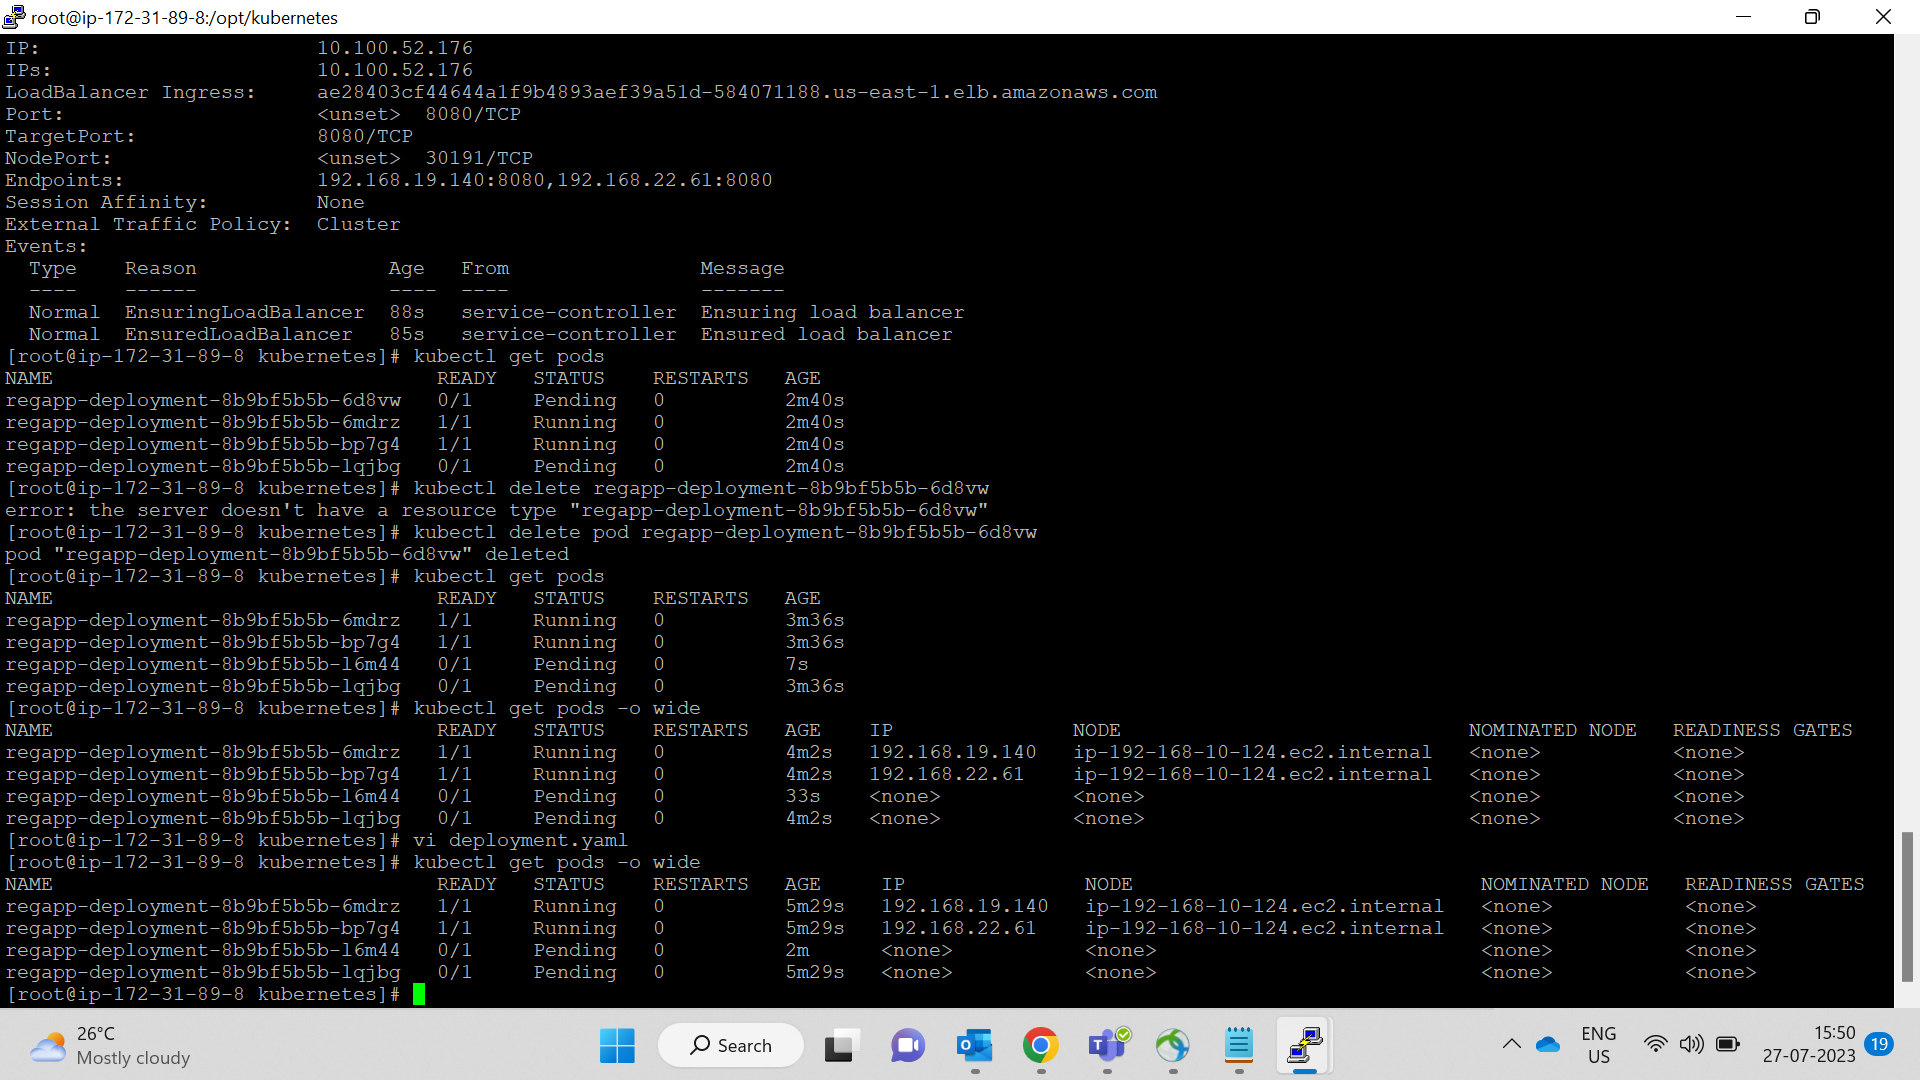 root@ip-172-31-89-8:/opt/kubernetes
IP:                       10.100.52.176
IPs:                      10.100.52.176
LoadBalancer Ingress:     ae28403cf44644a1f9b4893aef39a51d-584071188.us-east-1.elb.amazonaws.com
Port:                     <unset>  8080/TCP
TargetPort:               8080/TCP
NodePort:                 <unset>  30191/TCP
Endpoints:                192.168.19.140:8080,192.168.22.61:8080
Session Affinity:         None
External Traffic Policy:  Cluster
Events:
  Type    Reason                Age   From                Message
  ----    ------                ----  ----                -------
  Normal  EnsuringLoadBalancer  88s   service-controller  Ensuring load balancer
  Normal  EnsuredLoadBalancer   85s   service-controller  Ensured load balancer
[root@ip-172-31-89-8 kubernetes]# kubectl get pods
NAME                                READY   STATUS    RESTARTS   AGE
regapp-deployment-8b9bf5b5b-6d8vw   0/1     Pending   0          2m40s
regapp-deployment-8b9bf5b5b-6mdrz   1/1     Running   0          2m40s
regapp-deployment-8b9bf5b5b-bp7g4   1/1     Running   0          2m40s
regapp-deployment-8b9bf5b5b-lqjbg   0/1     Pending   0          2m40s
[root@ip-172-31-89-8 kubernetes]# kubectl delete regapp-deployment-8b9bf5b5b-6d8vw
error: the server doesn't have a resource type "regapp-deployment-8b9bf5b5b-6d8vw"
[root@ip-172-31-89-8 kubernetes]# kubectl delete pod regapp-deployment-8b9bf5b5b-6d8vw
pod "regapp-deployment-8b9bf5b5b-6d8vw" deleted
[root@ip-172-31-89-8 kubernetes]# kubectl get pods
NAME                                READY   STATUS    RESTARTS   AGE
regapp-deployment-8b9bf5b5b-6mdrz   1/1     Running   0          3m36s
regapp-deployment-8b9bf5b5b-bp7g4   1/1     Running   0          3m36s
regapp-deployment-8b9bf5b5b-l6m44   0/1     Pending   0          7s
regapp-deployment-8b9bf5b5b-lqjbg   0/1     Pending   0          3m36s
[root@ip-172-31-89-8 kubernetes]# kubectl get pods -o wide
NAME                                READY   STATUS    RESTARTS   AGE    IP               NODE                             NOMINATED NODE   READINESS GATES
regapp-deployment-8b9bf5b5b-6mdrz   1/1     Running   0          4m2s   192.168.19.140   ip-192-168-10-124.ec2.internal   <none>           <none>
regapp-deployment-8b9bf5b5b-bp7g4   1/1     Running   0          4m2s   192.168.22.61    ip-192-168-10-124.ec2.internal   <none>           <none>
regapp-deployment-8b9bf5b5b-l6m44   0/1     Pending   0          33s    <none>           <none>                           <none>           <none>
regapp-deployment-8b9bf5b5b-lqjbg   0/1     Pending   0          4m2s   <none>           <none>                           <none>           <none>
[root@ip-172-31-89-8 kubernetes]# vi deployment.yaml
[root@ip-172-31-89-8 kubernetes]# kubectl get pods -o wide
NAME                                READY   STATUS    RESTARTS   AGE     IP               NODE                             NOMINATED NODE   READINESS GATES
regapp-deployment-8b9bf5b5b-6mdrz   1/1     Running   0          5m29s   192.168.19.140   ip-192-168-10-124.ec2.internal   <none>           <none>
regapp-deployment-8b9bf5b5b-bp7g4   1/1     Running   0          5m29s   192.168.22.61    ip-192-168-10-124.ec2.internal   <none>           <none>
regapp-deployment-8b9bf5b5b-l6m44   0/1     Pending   0          2m      <none>           <none>                           <none>           <none>
regapp-deployment-8b9bf5b5b-lqjbg   0/1     Pending   0          5m29s   <none>           <none>                           <none>           <none>
[root@ip-172-31-89-8 kubernetes]#
26°C
Mostly cloudy
Search
ENG
US
15:50
27-07-2023
19